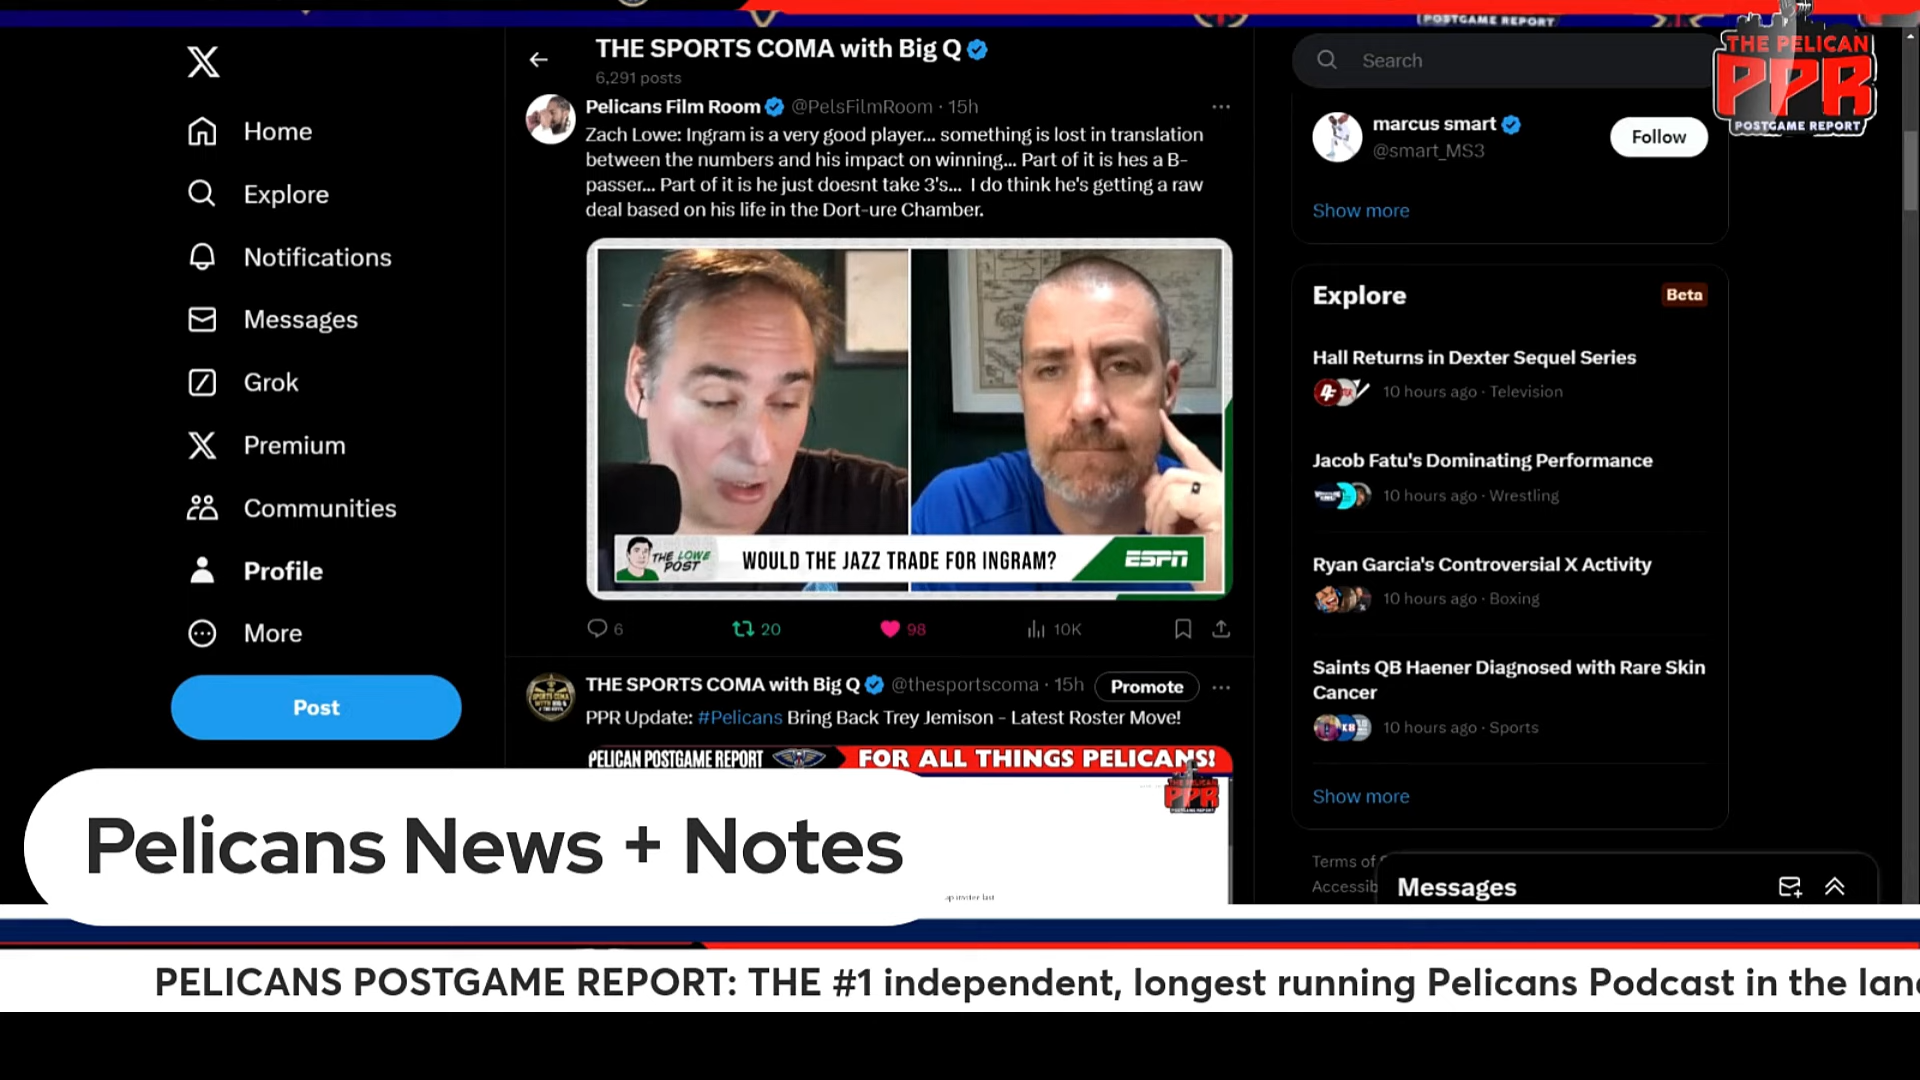 POSTGAME REPORT
THE PELICAN
PPR
POSTGAME REPORT
Home
Explore
Notifications
Messages
Grok
Premium
Communities
Profile
More
Post
THE SPORTS COMA with Big Q
6,291 posts
Pelicans Film Room @PelsFilmRoom · 15h
Zach Lowe: Ingram is a very good player... something is lost in translation
between the numbers and his impact on winning... Part of it is hes a B-
passer... Part of it is he just doesnt take 3's... I do think he's getting a raw
deal based on his life in the Dort-ure Chamber.
THE LOWE
POST
WOULD THE JAZZ TRADE FOR INGRAM?
ESPN
6
20
98
10K
THE SPORTS COMA with Big Q @thesportscoma · 15h
Promote
PPR Update: #Pelicans Bring Back Trey Jemison - Latest Roster Move!
PELICAN POSTGAME REPORT
FOR ALL THINGS PELICANS!
THE PELICAN
PPR
Search
marcus smart
@smart_MS3
Follow
Show more
Explore
Beta
Hall Returns in Dexter Sequel Series
10 hours ago · Television
Jacob Fatu's Dominating Performance
10 hours ago · Wrestling
Ryan Garcia's Controversial X Activity
10 hours ago · Boxing
Saints QB Haener Diagnosed with Rare Skin
Cancer
10 hours ago · Sports
Show more
Terms of
Accessib
Messages
Pelicans News + Notes
PELICANS POSTGAME REPORT: THE #1 independent, longest running Pelicans Podcast in the lan